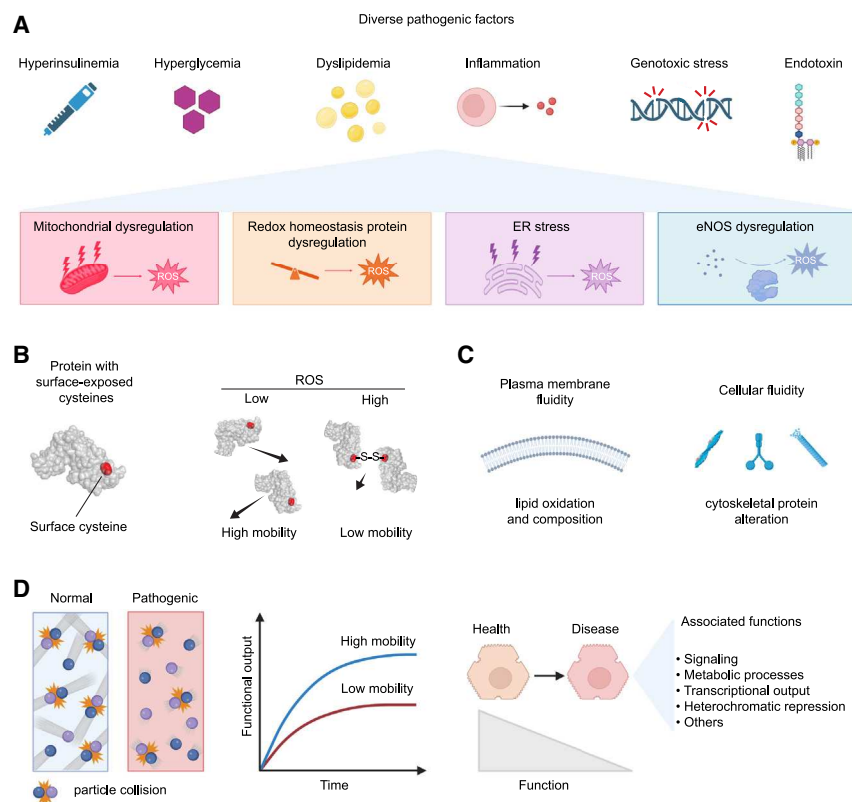 A
Diverse pathogenic factors
Hyperinsulinemia
Hyperglycemia
Dyslipidemia
Inflammation
Genotoxic stress
Endotoxin
Mitochondrial dysregulation
ROS
Redox homeostasis protein
dysregulation
ROS
ER stress
ROS
eNOS dysregulation
ROS
B
Protein with
surface-exposed
cysteines
Surface cysteine
ROS
Low
High
S-S
High mobility
Low mobility
C
Plasma membrane
fluidity
lipid oxidation
and composition
Cellular fluidity
cytoskeletal protein
alteration
D
Normal
Pathogenic
particle collision
Functional output
High mobility
Low mobility
Time
Health
Disease
Function
Associated functions
• Signaling
• Metabolic processes
• Transcriptional output
• Heterochromatic repression
• Others